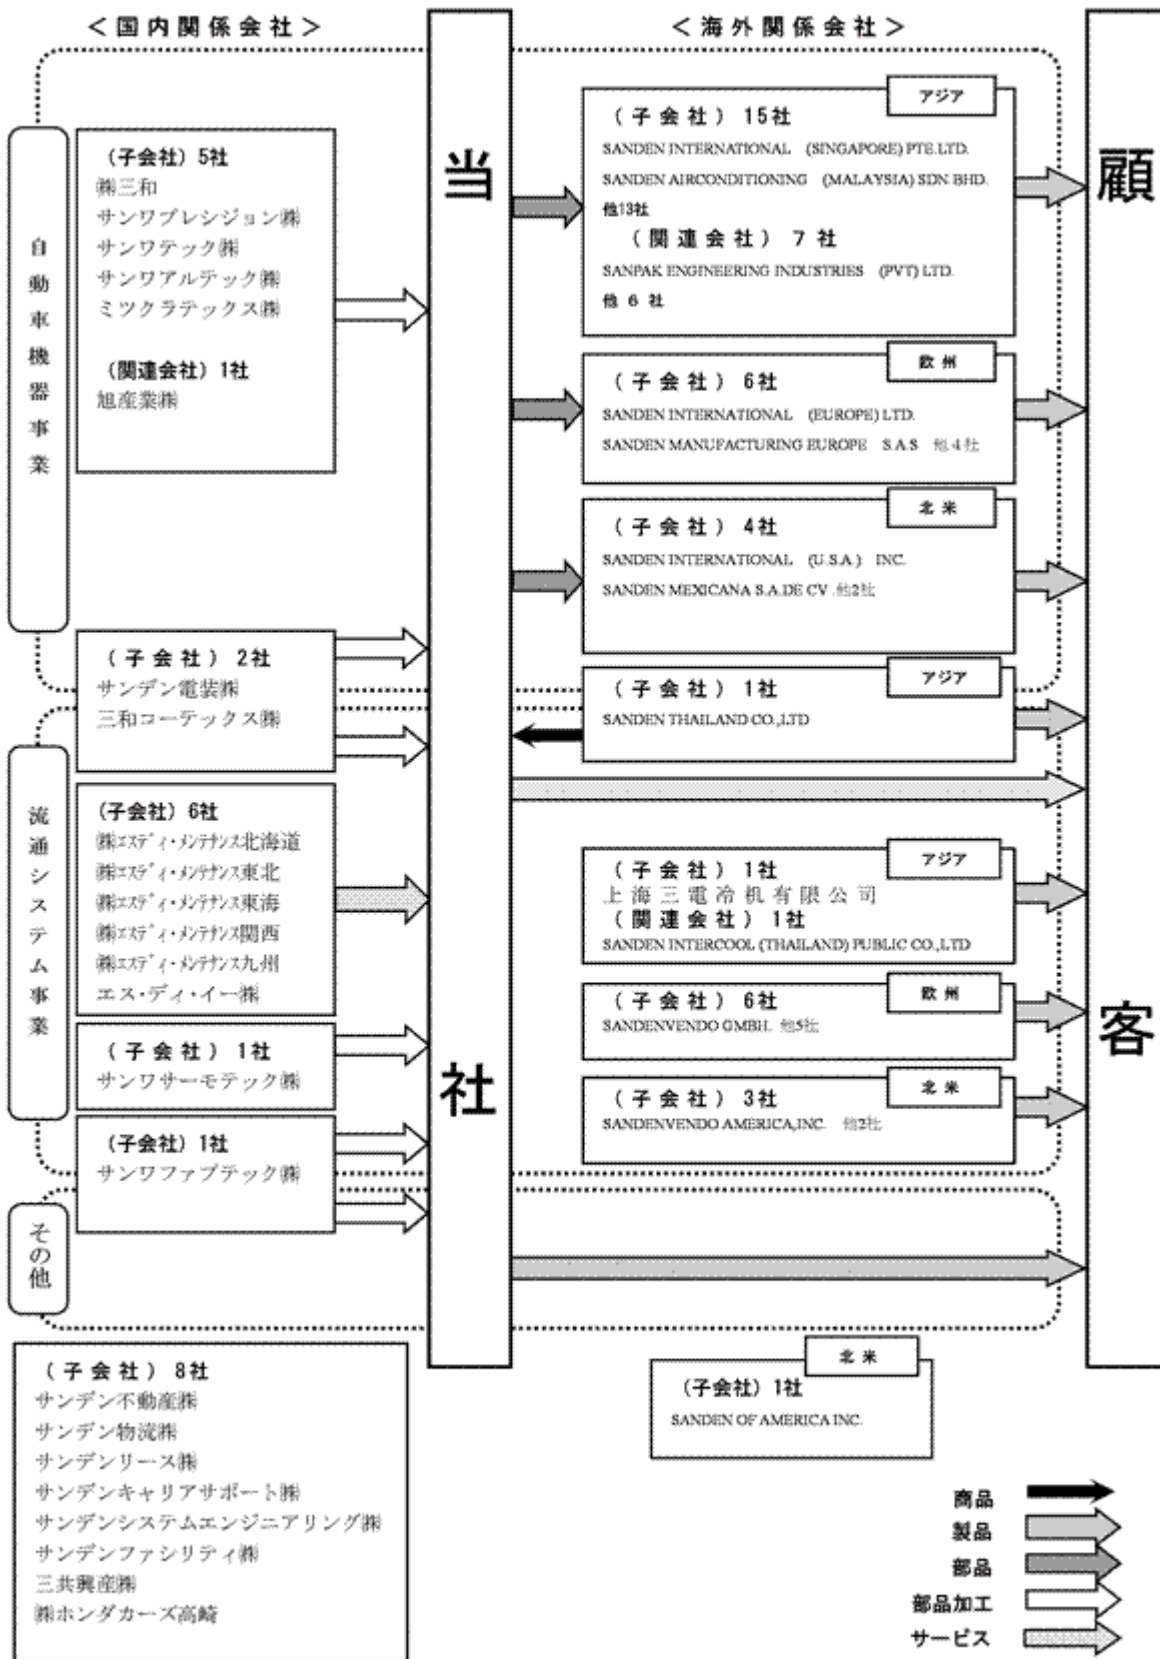 ＜国内関係会社＞
＜海外関係会社＞
当社
顧客
自動車機器事業
（子会社）5社
㈱三和
サンワプレシジョン㈱
サンワテック㈱
サンワアルテック㈱
ミツクラテックス㈱
（関連会社）1社
旭産業㈱
アジア
（子会社）15社
SANDEN INTERNATIONAL (SINGAPORE) PTE.LTD.
SANDEN AIRCONDITIONING (MALAYSIA) SDN.BHD.
他13社
（関連会社）7社
SANPAK ENGINEERING INDUSTRIES (PVT) LTD.
他6社
欧州
（子会社）6社
SANDEN INTERNATIONAL (EUROPE) LTD.
SANDEN MANUFACTURING EUROPE S.A.S 他4社
北米
（子会社）4社
SANDEN INTERNATIONAL (U.S.A.) INC.
SANDEN MEXICANA S.A.DE CV .他2社
（子会社）2社
サンデン電装㈱
三和コーテックス㈱
アジア
（子会社）1社
SANDEN THAILAND CO.,LTD
流通システム事業
（子会社）6社
㈱エスディ・メンテナンス北海道
㈱エスディ・メンテナンス東北
㈱エスディ・メンテナンス東海
㈱エスディ・メンテナンス関西
㈱エスディ・メンテナンス九州
エス・ディ・イー㈱
アジア
（子会社）1社
上海三電冷机有限公司
（関連会社）1社
SANDEN INTERCOOL (THAILAND) PUBLIC CO.,LTD
欧州
（子会社）6社
SANDENVENDO GMBH. 他5社
（子会社）1社
サンワサーモテック㈱
北米
（子会社）3社
SANDENVENDO AMERICA,INC. 他2社
（子会社）1社
サンワファブテック㈱
その他
（子会社）8社
サンデン不動産㈱
サンデン物流㈱
サンデンリース㈱
サンデンキャリアサポート㈱
サンデンシステムエンジニアリング㈱
サンデンファシリティ㈱
三共興産㈱
㈱ホンダカーズ高崎
北米
（子会社）1社
SANDEN OF AMERICA INC.
商品
製品
部品
部品加工
サービス